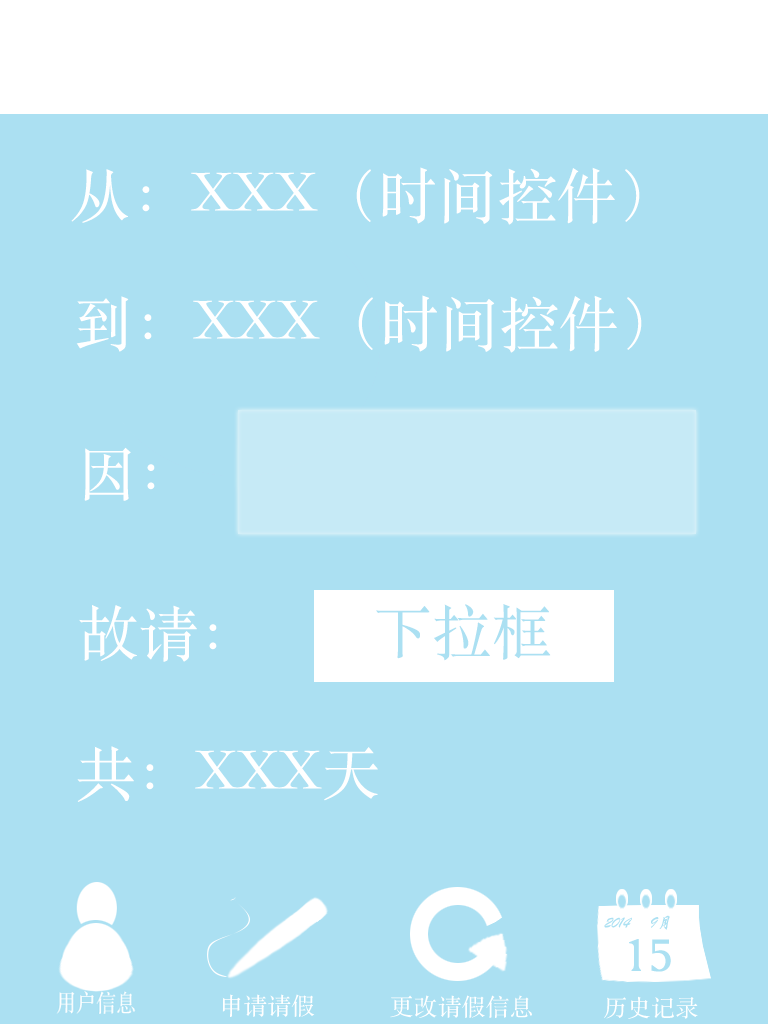 从：XXX（时间控件）
到：XXX（时间控件）
因：
故请：
下拉框
共：XXX天
2014 9月
15
用户信息
申请请假
更改请假信息
历史记录